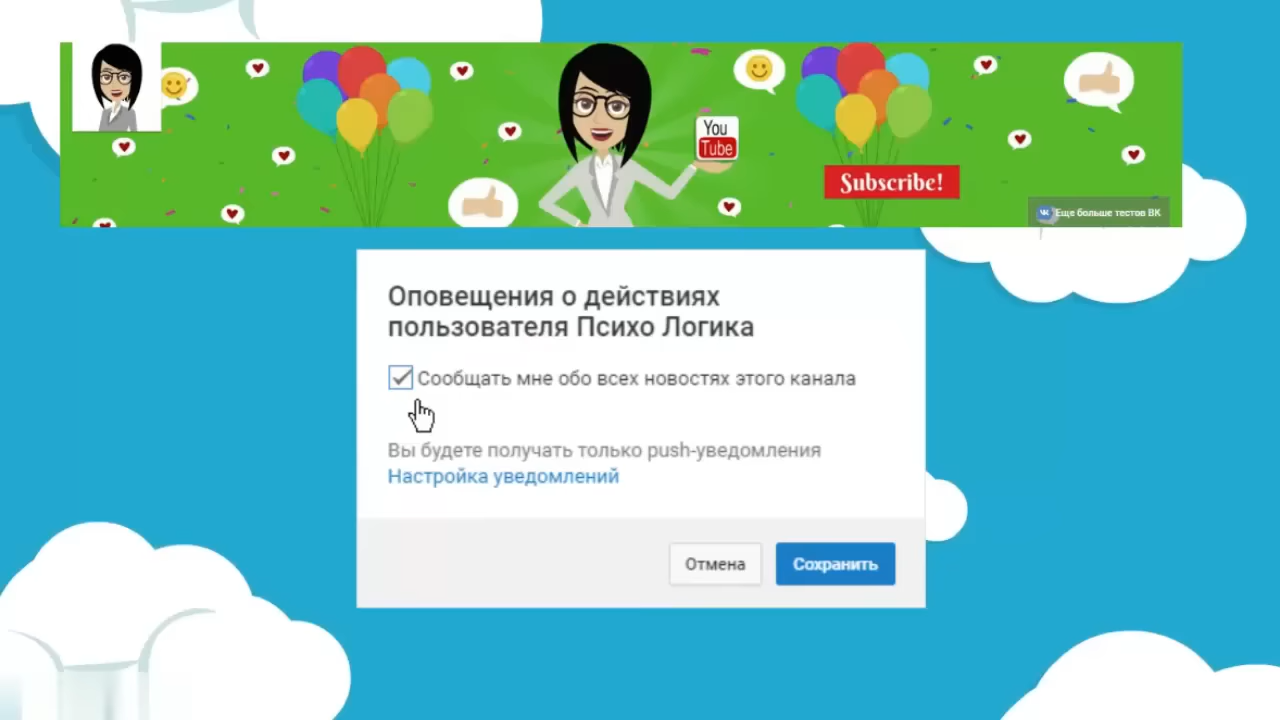 You
Tube
Subscribe!
Еще больше тестов ВК
Оповещения о действиях
пользователя Психо Логика
Сообщать мне обо всех новостях этого канала
Вы будете получать только push-уведомления
Настройка уведомлений
Отмена
Сохранить